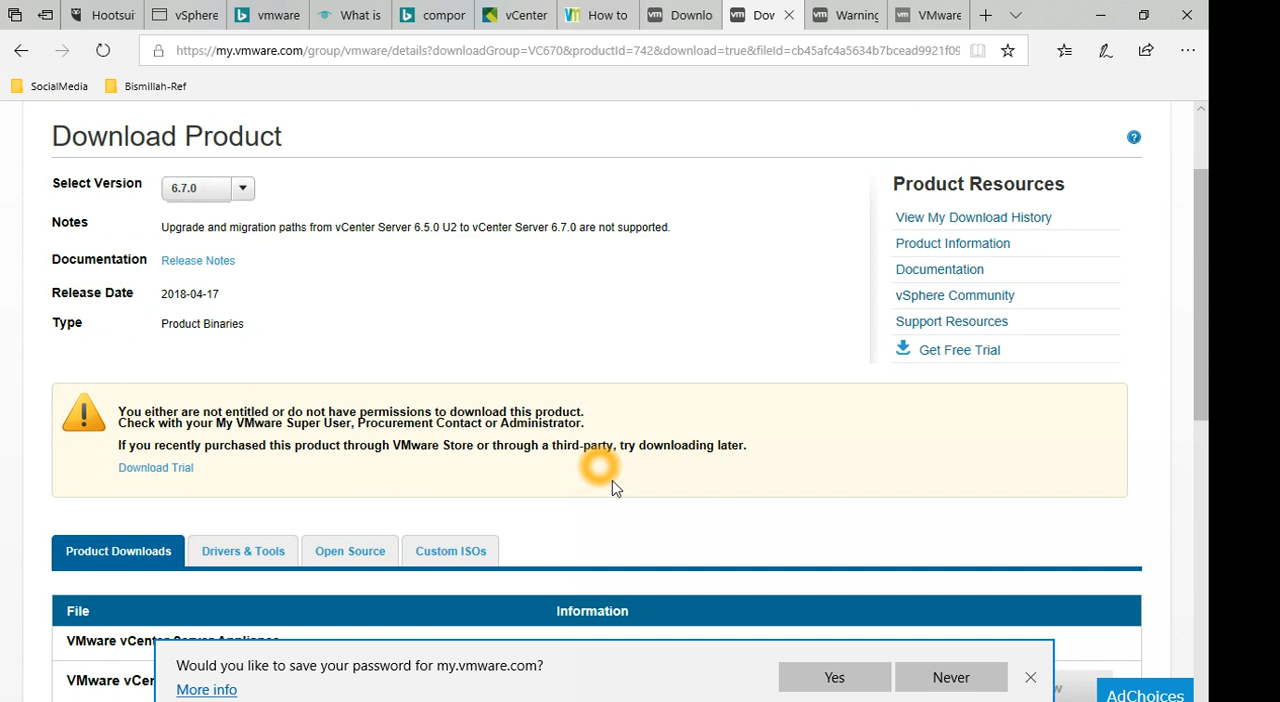 Hootsui vSphere vmware What is compor vCenter How to Downlo Dov Warning VMware
https://my.vmware.com/group/vmware/details?downloadGroup=VC670&productId=742&download=true&fileId=cb45afc4a5634b7bcead9921f09
SocialMedia Bismillah-Ref
Download Product
Select Version 6.7.0
Product Resources
View My Download History
Notes Upgrade and migration paths from vCenter Server 6.5.0 U2 to vCenter Server 6.7.0 are not supported.
Product Information
Documentation Release Notes
Documentation
Release Date 2018-04-17
vSphere Community
Type Product Binaries
Support Resources
Get Free Trial
You either are not entitled or do not have permissions to download this product.
Check with your My VMware Super User, Procurement Contact or Administrator.
If you recently purchased this product through VMware Store or through a third-party, try downloading later.
Download Trial
Product Downloads Drivers & Tools Open Source Custom ISOs
File Information
VMware vCenter Server Appliance
Would you like to save your password for my.vmware.com?
Yes Never
VMware vCer
More info
AdChoices